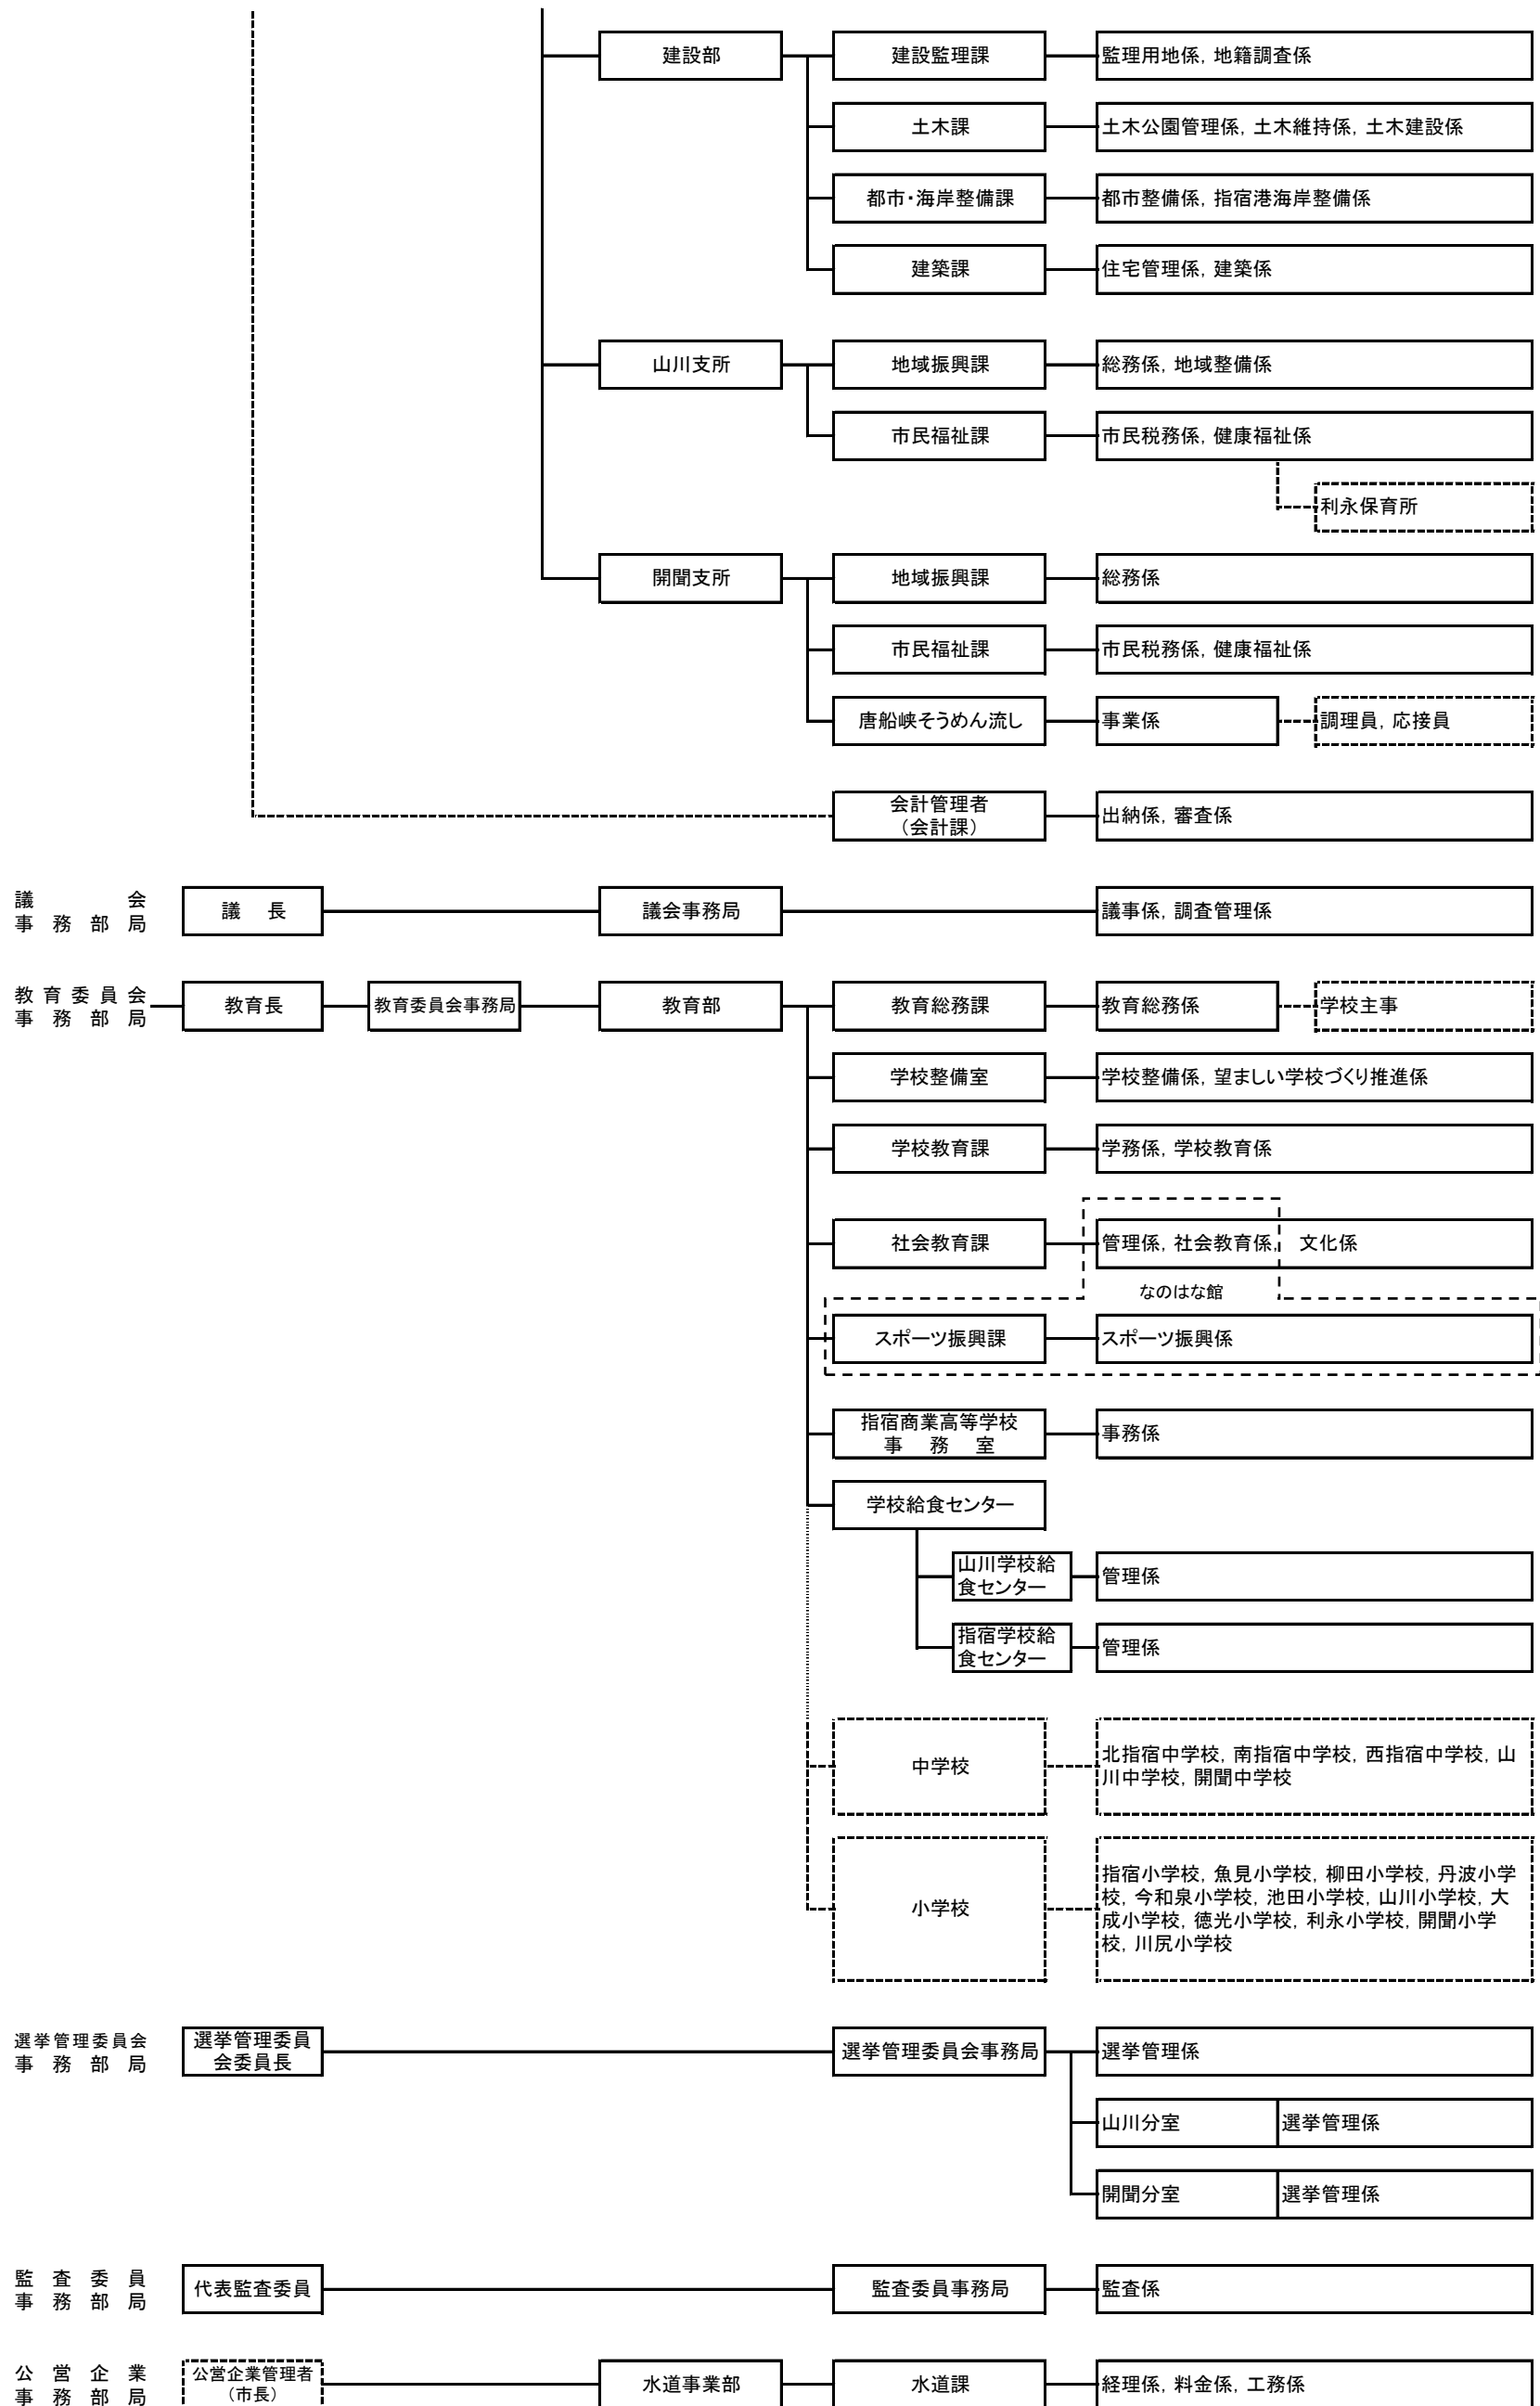 建設部
建設監理課
監理用地係，地籍調査係
土木課
土木公園管理係，土木維持係，土木建設係
都市・海岸整備課
都市整備係，指宿港海岸整備係
建築課
住宅管理係，建築係
山川支所
地域振興課
総務係，地域整備係
市民福祉課
市民税務係，健康福祉係
利永保育所
開聞支所
地域振興課
総務係
市民福祉課
市民税務係，健康福祉係
唐船峡そうめん流し
事業係
調理員，応接員
会計管理者
（会計課）
出納係，審査係
議会
事務部局
議　長
議会事務局
議事係，調査管理係
教育委員会
事務部局
教育長
教育委員会事務局
教育部
教育総務課
教育総務係
学校主事
学校整備室
学校整備係，望ましい学校づくり推進係
学校教育課
学務係，学校教育係
社会教育課
管理係，社会教育係，　文化係
なのはな館
スポーツ振興課
スポーツ振興係
指宿商業高等学校
事　務　室
事務係
学校給食センター
山川学校給
食センター
管理係
指宿学校給
食センター
管理係
中学校
北指宿中学校，南指宿中学校，西指宿中学校，山
川中学校，開聞中学校
小学校
指宿小学校，魚見小学校，柳田小学校，丹波小学
校，今和泉小学校，池田小学校，山川小学校，大
成小学校，徳光小学校，利永小学校，開聞小学
校，川尻小学校
選挙管理委員会
事務部局
選挙管理委員
会委員長
選挙管理委員会事務局
選挙管理係
山川分室
選挙管理係
開聞分室
選挙管理係
監査委員
事務部局
代表監査委員
監査委員事務局
監査係
公営企業
事務部局
公営企業管理者
（市長）
水道事業部
水道課
経理係，料金係，工務係